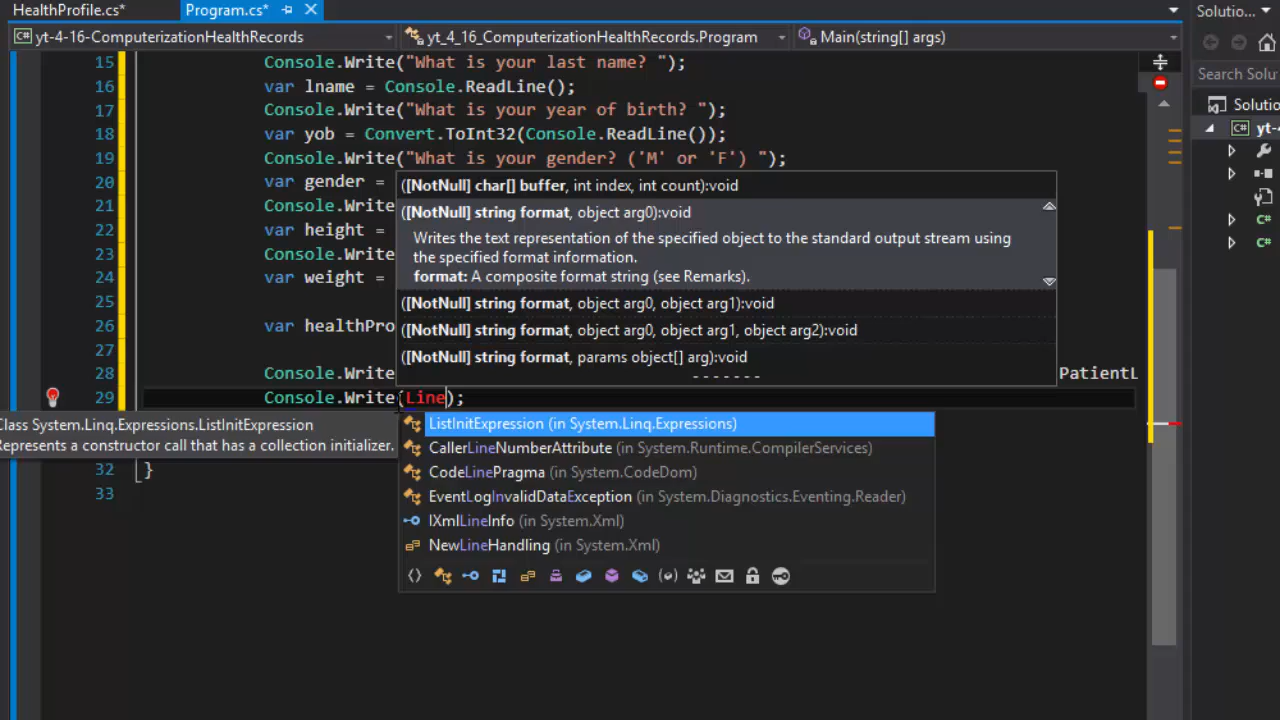 HealthProfile.cs*
Program.cs*
Solutio...
yt-4-16-ComputerizationHealthRecords
yt_4_16_ComputerizationHealthRecords.Program
Main(string[] args)
Search Solu
Solutio
yt-4
C#
C#
15 Console.Write("What is your last name? ");
16 var lname = Console.ReadLine();
17 Console.Write("What is your year of birth? ");
18 var yob = Convert.ToInt32(Console.ReadLine());
19 Console.Write("What is your gender? ('M' or 'F') ");
20 var gender =
21 Console.Write
22 var height =
23 Console.Write
24 var weight =
25
26 var healthPro
27
28 Console.Write PatientL
29 Console.Write(Line);
([NotNull] char[] buffer, int index, int count):void
([NotNull] string format, object arg0):void
Writes the text representation of the specified object to the standard output stream using
the specified format information.
format: A composite format string (see Remarks).
([NotNull] string format, object arg0, object arg1):void
([NotNull] string format, object arg0, object arg1, object arg2):void
([NotNull] string format, params object[] arg):void
-------
Class System.Linq.Expressions.ListInitExpression
Represents a constructor call that has a collection initializer.
ListInitExpression (in System.Linq.Expressions)
CallerLineNumberAttribute (in System.Runtime.CompilerServices)
CodeLinePragma (in System.CodeDom)
EventLogInvalidDataException (in System.Diagnostics.Eventing.Reader)
IXmlLineInfo (in System.Xml)
NewLineHandling (in System.Xml)
32 }
33